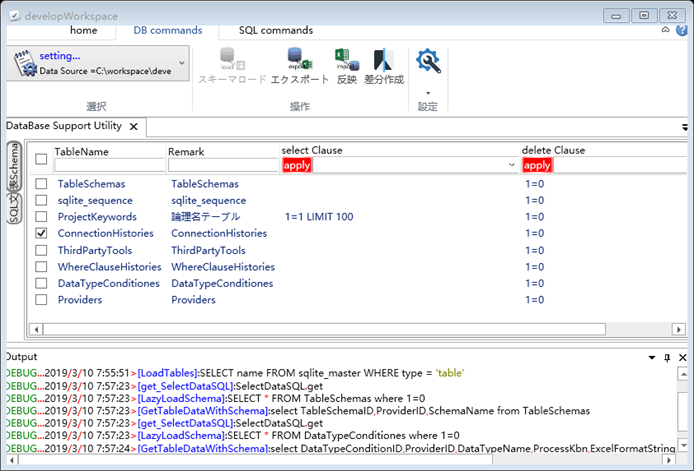 developWorkspace
home DB commands SQL commands
setting...
Data Source =C:\workspace\deve
スキーマロード エクスポート 反映 差分作成
選択 操作 設定
DataBase Support Utility
Schema
TableName Remark select Clause delete Clause
apply apply
TableSchemas TableSchemas 1=0
sqlite_sequence sqlite_sequence 1=0
ProjectKeywords 論理名テーブル 1=1 LIMIT 100
ConnectionHistories ConnectionHistories 1=0
ThirdPartyTools ThirdPartyTools 1=0
WhereClauseHistories WhereClauseHistories 1=0
DataTypeConditiones DataTypeConditiones 1=0
Providers Providers 1=0
Output
DEBUG...2019/3/10 7:55:51>[LoadTables]:SELECT name FROM sqlite_master WHERE type = 'table'
DEBUG...2019/3/10 7:57:23>[get_SelectDataSQL]:SelectDataSQL.get
DEBUG...2019/3/10 7:57:23>[LazyLoadSchema]:SELECT * FROM TableSchemas where 1=0
DEBUG...2019/3/10 7:57:23>[GetTableDataWithSchema]:select TableSchemaID,ProviderID,SchemaName from TableSchemas
DEBUG...2019/3/10 7:57:23>[get_SelectDataSQL]:SelectDataSQL.get
DEBUG...2019/3/10 7:57:23>[LazyLoadSchema]:SELECT * FROM DataTypeConditiones where 1=0
DEBUG...2019/3/10 7:57:24>[GetTableDataWithSchema]:select DataTypeConditionID,ProviderID,DataTypeName,ProcessKbn,ExcelFormatString